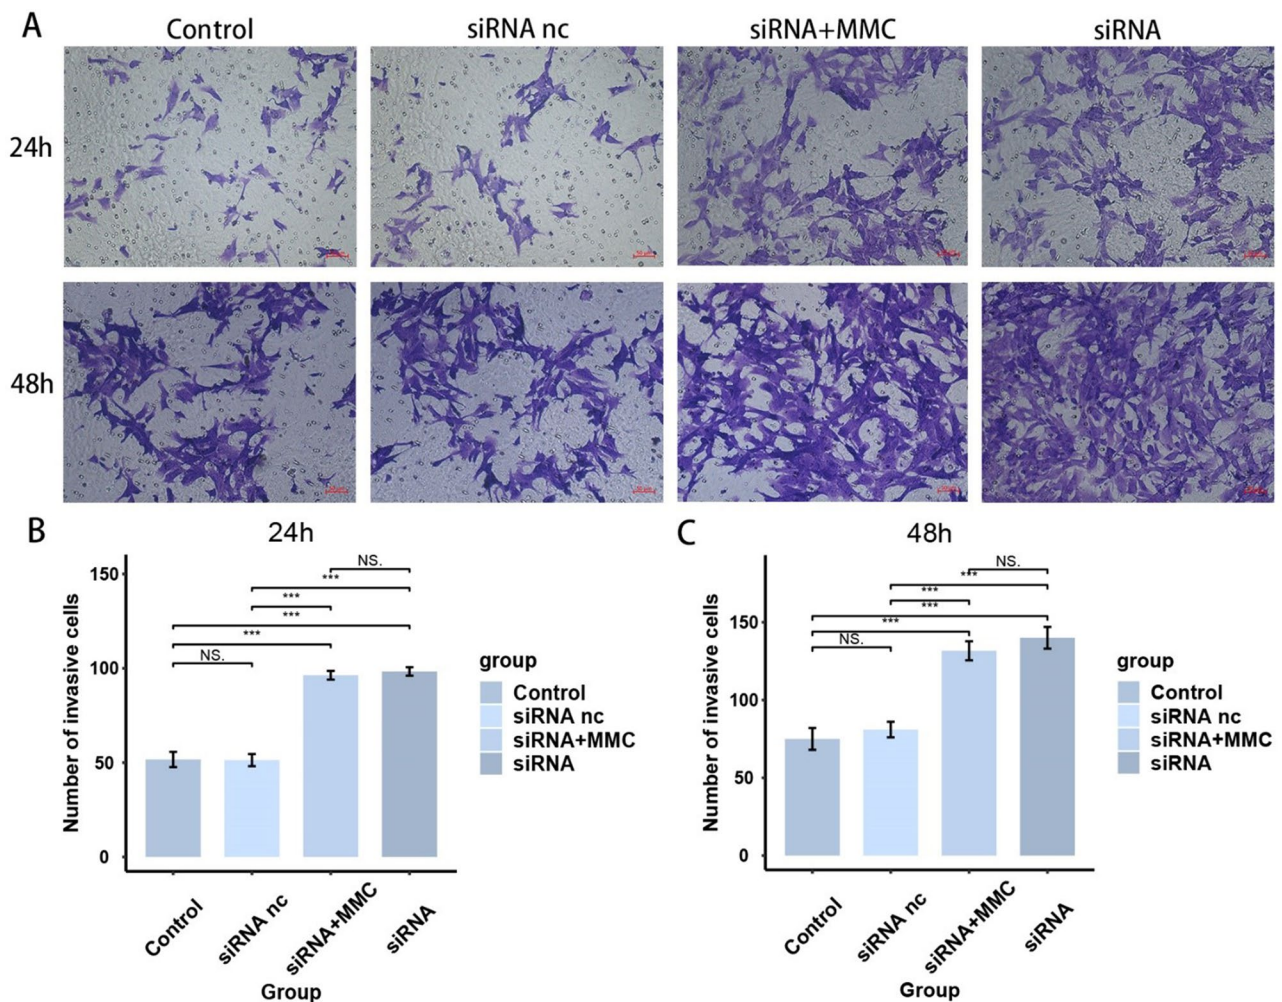 A
Control siRNA nc siRNA+MMC siRNA
24h
48h
B 24h
150
100
50
0
Number of invasive cells
NS.
***
***
***
***
NS.
Control siRNA nc siRNA+MMC siRNA
Group
group
Control
siRNA nc
siRNA+MMC
siRNA
C 48h
150
100
50
0
Number of invasive cells
NS.
***
***
***
***
NS.
Control siRNA nc siRNA+MMC siRNA
Group
group
Control
siRNA nc
siRNA+MMC
siRNA